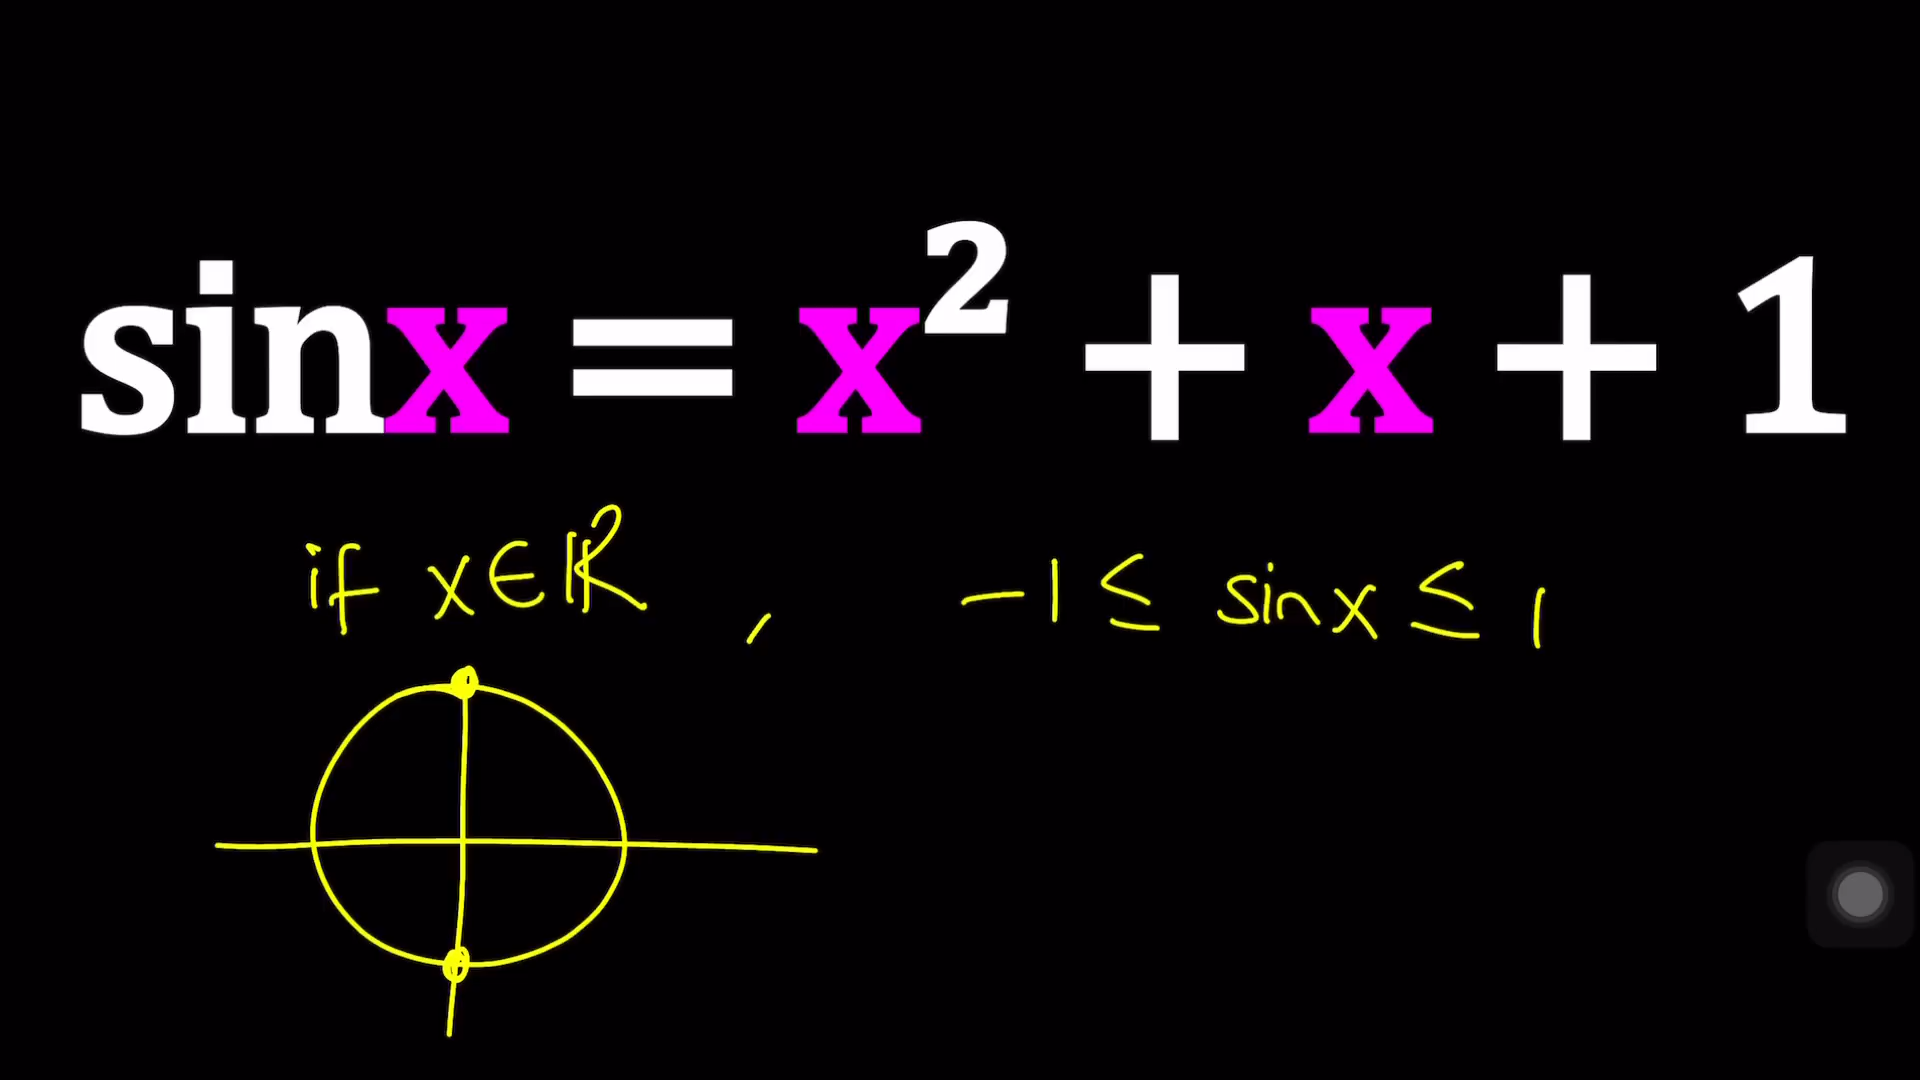 sinx = x² + x + 1
if x∈ℝ, -1 ≤ sinx ≤ 1